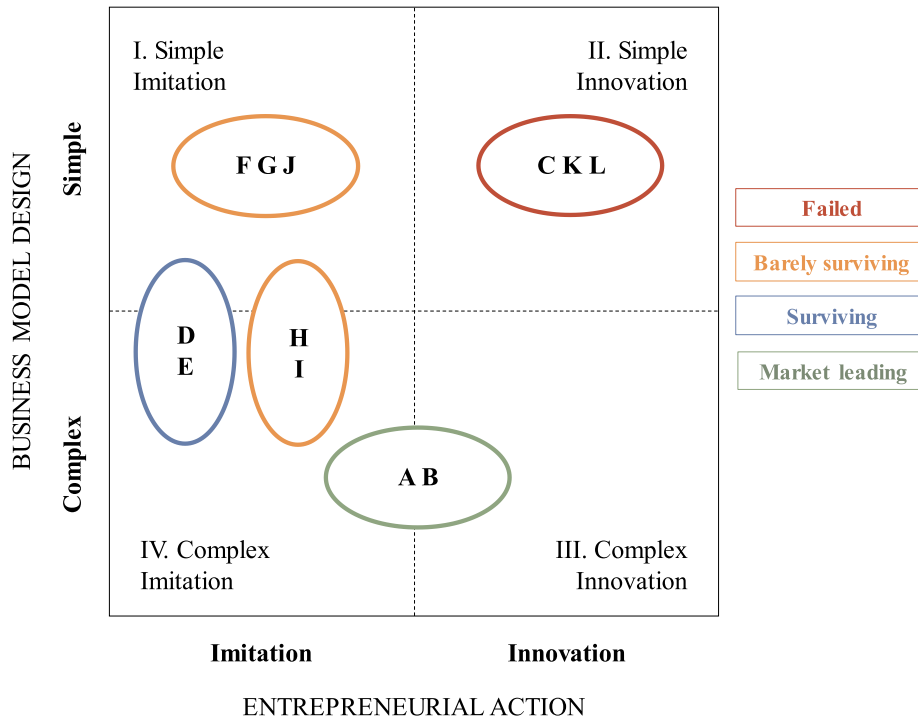 I. Simple
Imitation
II. Simple
Innovation
F G J
C K L
D
E
H
I
A B
IV. Complex
Imitation
III. Complex
Innovation
BUSINESS MODEL DESIGN
Simple
Complex
Imitation
Innovation
ENTREPRENEURIAL ACTION
Failed
Barely surviving
Surviving
Market leading